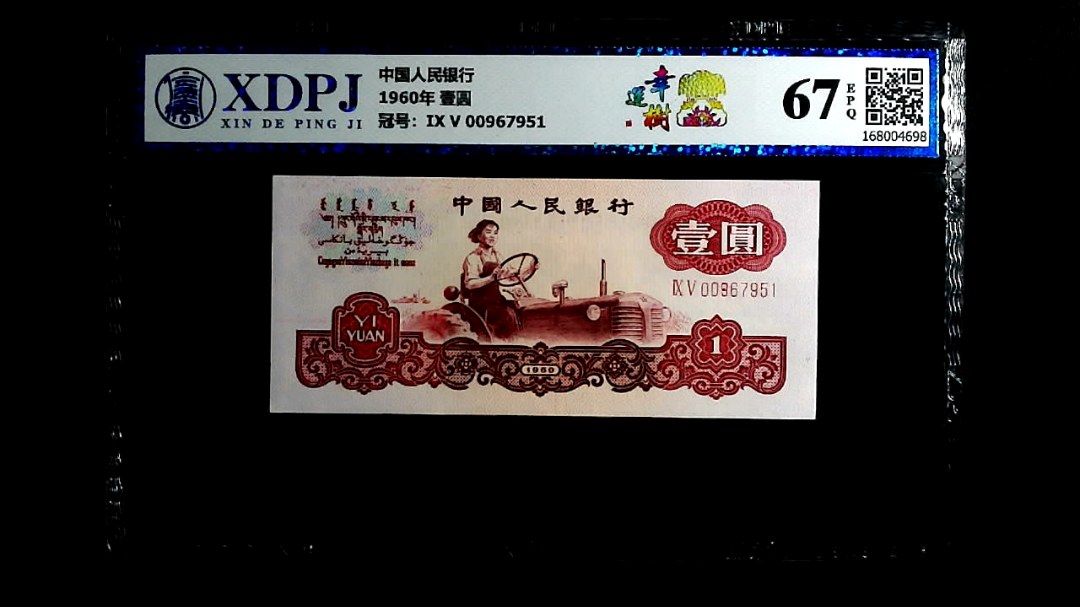 XDPJ
XIN DE PING JI
中国人民银行
1960年 壹圆
冠号: IX V 00967951
幸運樹
67
EPQ
168004698
中國人民銀行
壹圓
IX V 00967951
YI
YUAN
1
1960